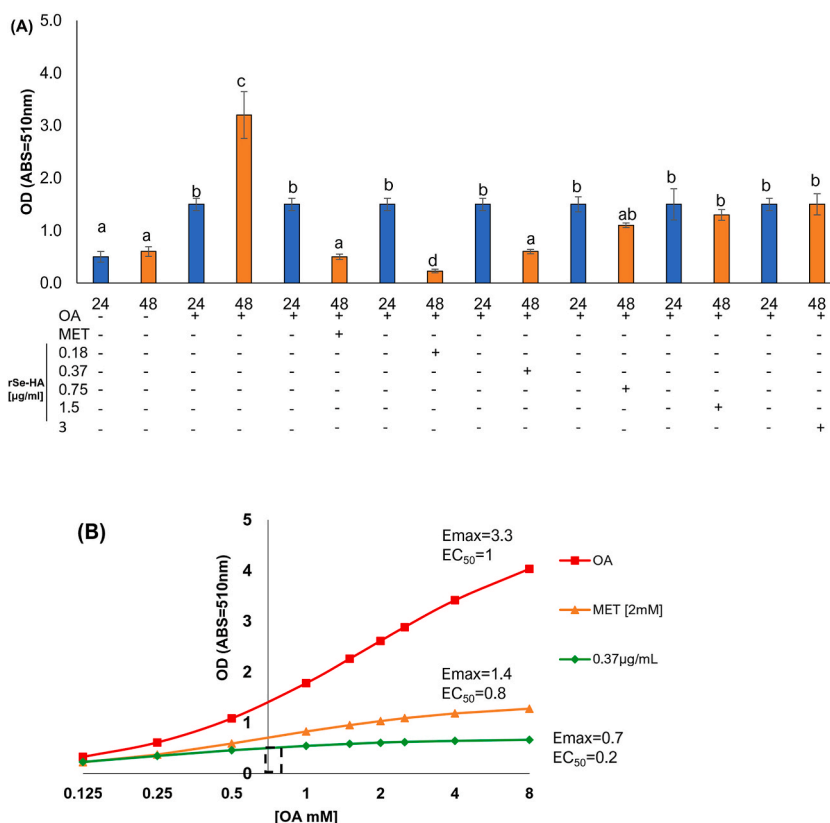 (A)
OD (ABS=510nm)
5.0
4.0
3.0
2.0
1.0
0.0
a a b c b a b d b a b ab b b b b
24 48 24 48 24 48 24 48 24 48 24 48 24 48 24 48
OA - - + + + + + + + + + + + + + +
MET - - - - - + - - - - - - - - - -
rSe-HA
[µg/ml]
0.18 - - - - - - - + - - - - - - - -
0.37 - - - - - - - - - + - - - - - -
0.75 - - - - - - - - - - - + - - - -
1.5 - - - - - - - - - - - - - + - -
3 - - - - - - - - - - - - - - - +
(B)
OD (ABS=510nm)
5
4
3
2
1
0
Emax=3.3
EC50=1
Emax=1.4
EC50=0.8
Emax=0.7
EC50=0.2
OA
MET [2mM]
0.37µg/mL
0.125 0.25 0.5 1 2 4 8
[OA mM]